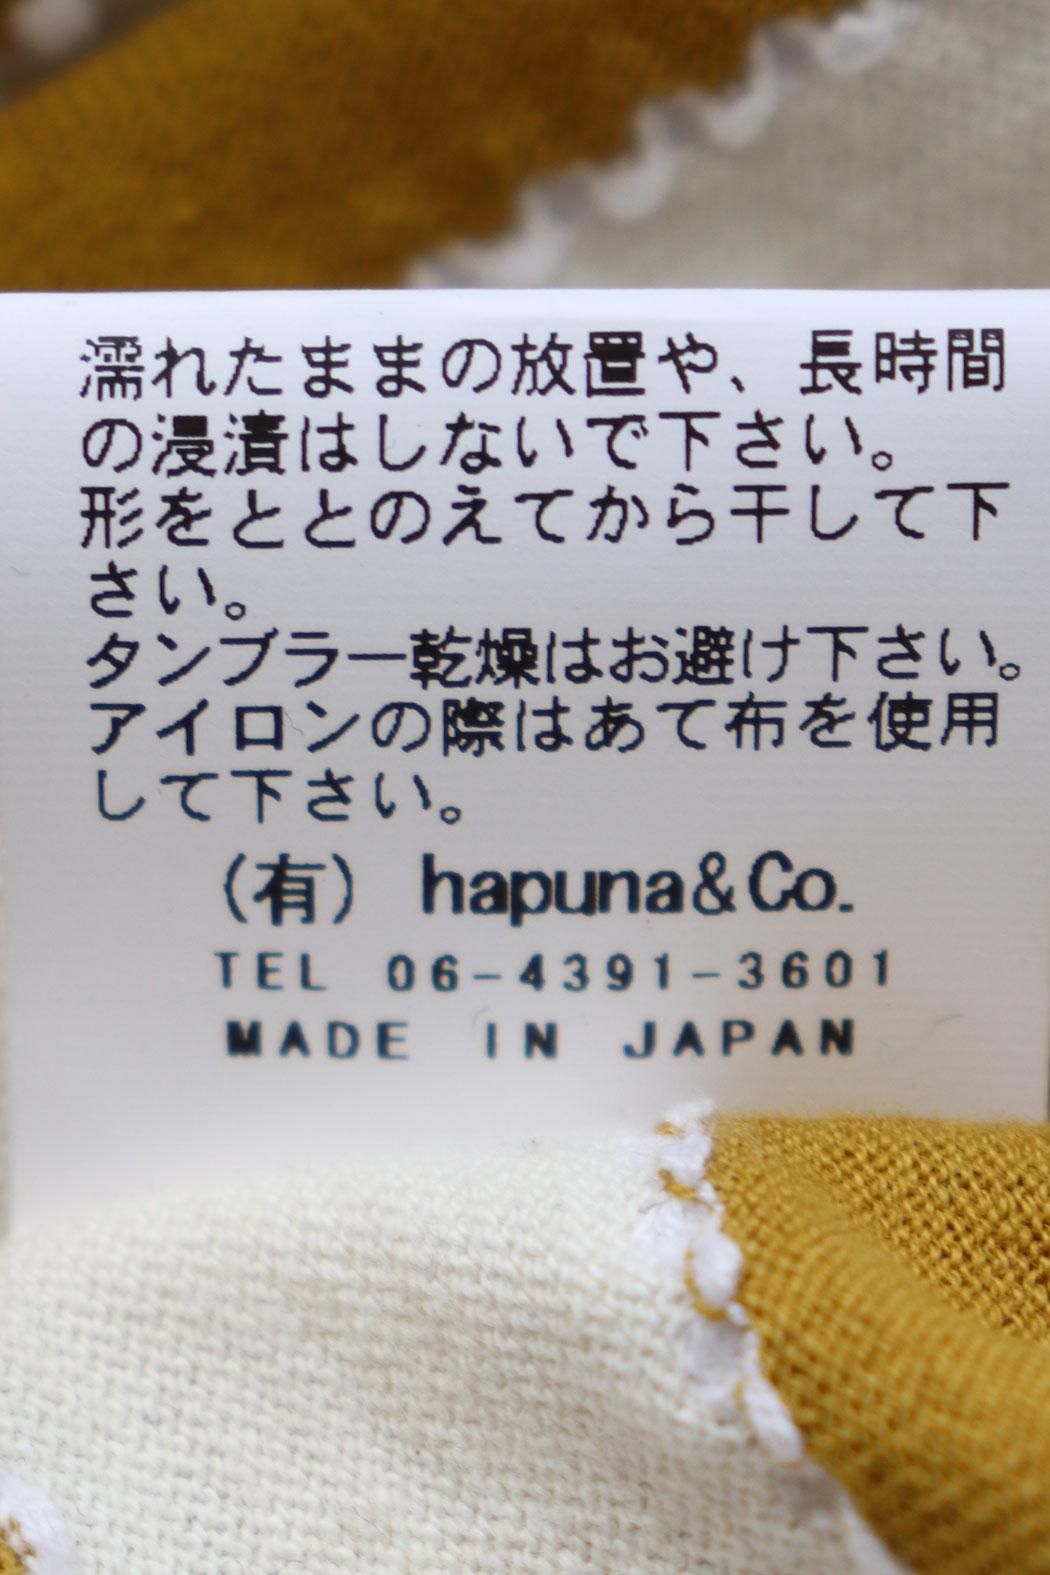 濡れたままの放置や、長時間
の浸漬はしないで下さい。
形をととのえてから干して下
さい。
タンブラー乾燥はお避け下さい。
アイロンの際はあて布を使用
して下さい。
(有) hapuna&Co.
TEL 06-4391-3601
MADE IN JAPAN